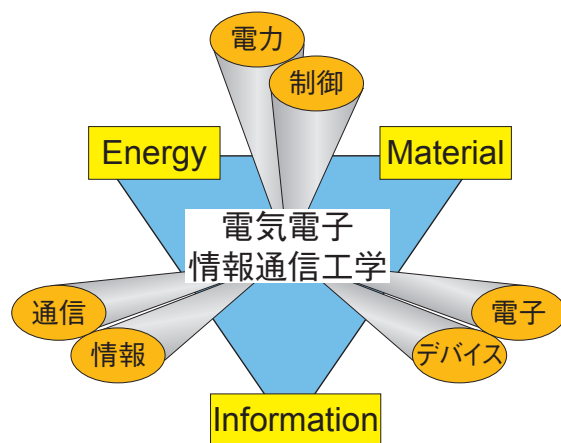 電力
制御
Energy
Material
電気電子
情報通信工学
通信
情報
電子
デバイス
Information